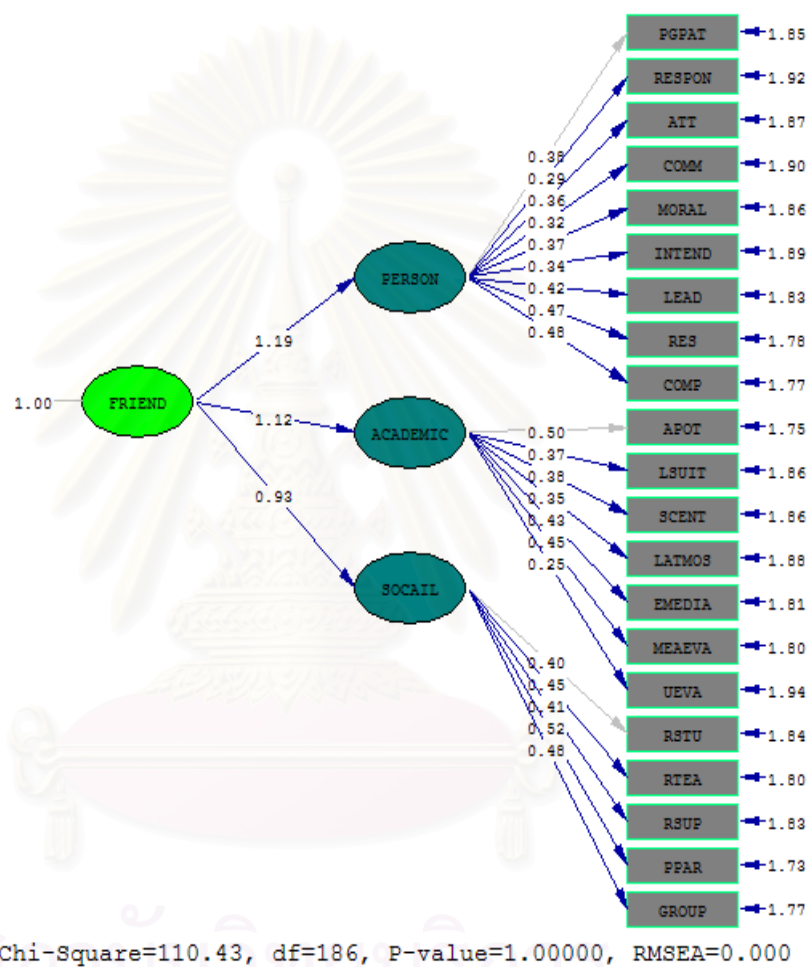 PGPAT 1.85
RESPON 1.92
ATT 1.87
0.38
COMM 1.90
0.29
0.36
MORAL 1.86
0.32
0.37
INTEND 1.89
0.34
PERSON
0.42
LEAD 1.83
0.47
0.48
RES 1.78
1.19
COMP 1.77
1.00
FRIEND
1.12
ACADEMIC
0.50
APOT 1.75
0.37
LSUIT 1.86
0.38
0.93
0.35
SCENT 1.86
0.43
0.45
LATMOS 1.88
0.25
SOCAIL
EMEDIA 1.81
MEAEVA 1.80
0.40
0.45
UEVA 1.94
0.41
0.52
RSTU 1.84
0.48
RTEA 1.80
RSUP 1.83
PPAR 1.73
GROUP 1.77
Chi-Square=110.43, df=186, P-value=1.00000, RMSEA=0.000